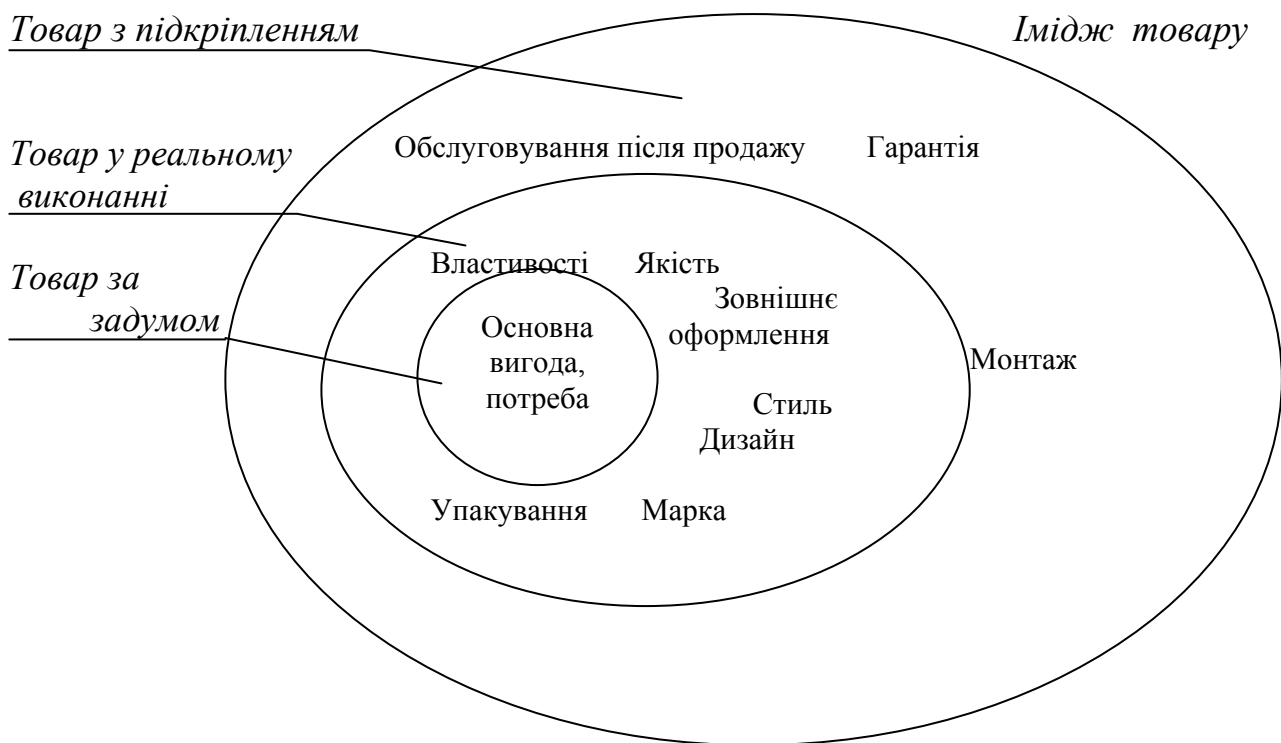 Товар з підкріпленням
Імідж товару
Обслуговування після продажу Гарантія
Товар у реальному
виконанні
Властивості Якість
Товар за
задумом
Зовнішнє
оформлення
Основна
вигода,
потреба
Монтаж
Стиль
Дизайн
Упакування Марка